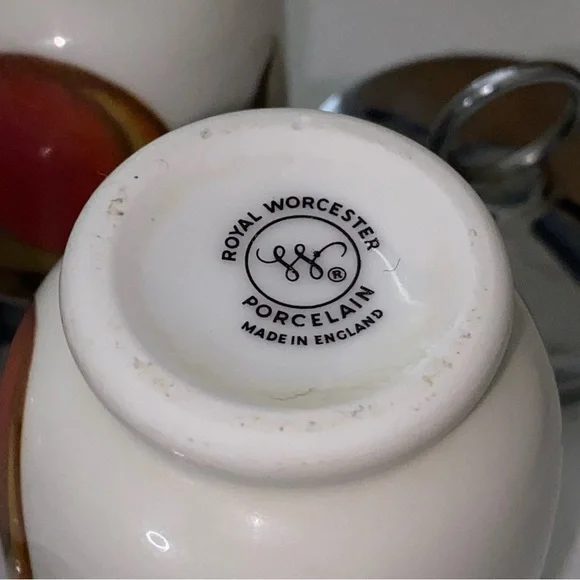 ROYAL WORCESTER
W®
PORCELAIN
MADE IN ENGLAND